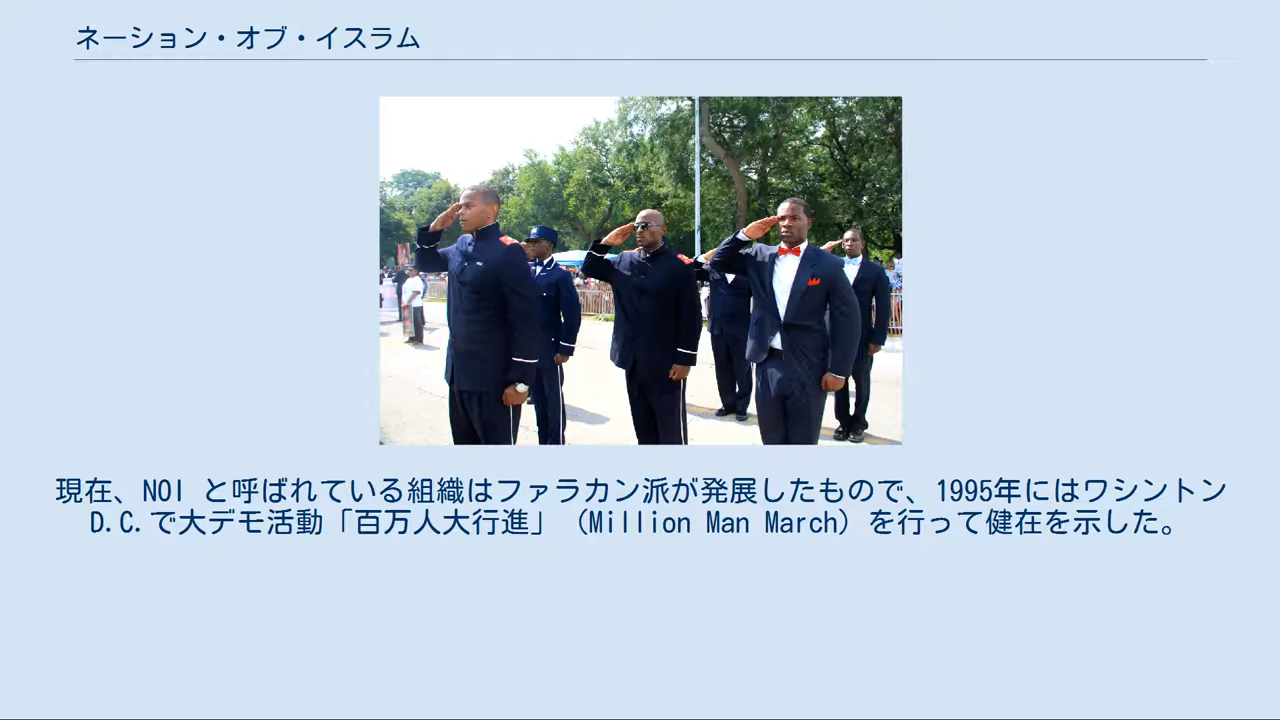 ネーション・オブ・イスラム
現在、NOI と呼ばれている組織はファラカン派が発展したもので、1995年にはワシントン
D.C.で大デモ活動「百万人大行進」（Million Man March）を行って健在を示した。